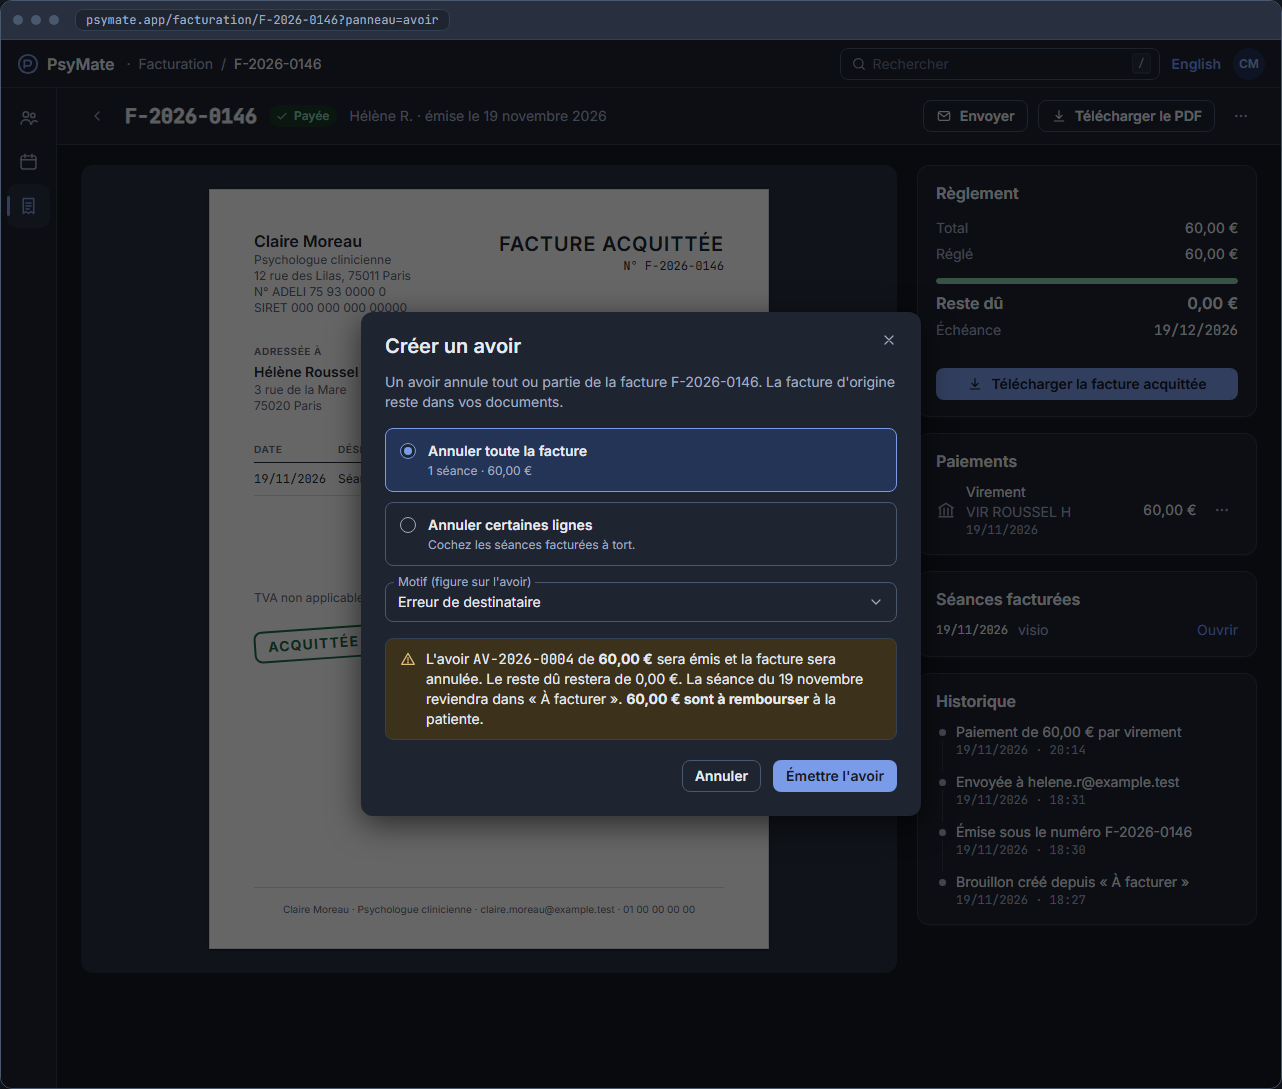 psymate.app/facturation/F-2026-0146?panneau=avoir
PsyMate · Facturation / F-2026-0146
Rechercher /
English
CM
F-2026-0146
Payée
Hélène R. · émise le 19 novembre 2026
Envoyer
Télécharger le PDF
Claire Moreau
Psychologue clinicienne
12 rue des Lilas, 75011 Paris
N° ADELI 75 93 0000 0
SIRET 000 000 000 00000
FACTURE ACQUITTÉE
N° F-2026-0146
ADRESSÉE À
Hélène Roussel
3 rue de la Mare
75020 Paris
DATE
19/11/2026
TVA non applicable
ACQUITTÉE
Claire Moreau · Psychologue clinicienne · claire.moreau@example.test · 01 00 00 00 00
Créer un avoir
Un avoir annule tout ou partie de la facture F-2026-0146. La facture d'origine
reste dans vos documents.
Annuler toute la facture
1 séance · 60,00 €
Annuler certaines lignes
Cochez les séances facturées à tort.
Motif (figure sur l'avoir)
Erreur de destinataire
L'avoir AV-2026-0004 de 60,00 € sera émis et la facture sera
annulée. Le reste dû restera de 0,00 €. La séance du 19 novembre
reviendra dans « À facturer ». 60,00 € sont à rembourser à la
patiente.
Annuler
Émettre l'avoir
Règlement
Total 60,00 €
Réglé 60,00 €
Reste dû 0,00 €
Échéance 19/12/2026
Télécharger la facture acquittée
Paiements
Virement
VIR ROUSSEL H
19/11/2026
60,00 €
Séances facturées
19/11/2026 visio Ouvrir
Historique
Paiement de 60,00 € par virement
19/11/2026 · 20:14
Envoyée à helene.r@example.test
19/11/2026 · 18:31
Émise sous le numéro F-2026-0146
19/11/2026 · 18:30
Brouillon créé depuis « À facturer »
19/11/2026 · 18:27